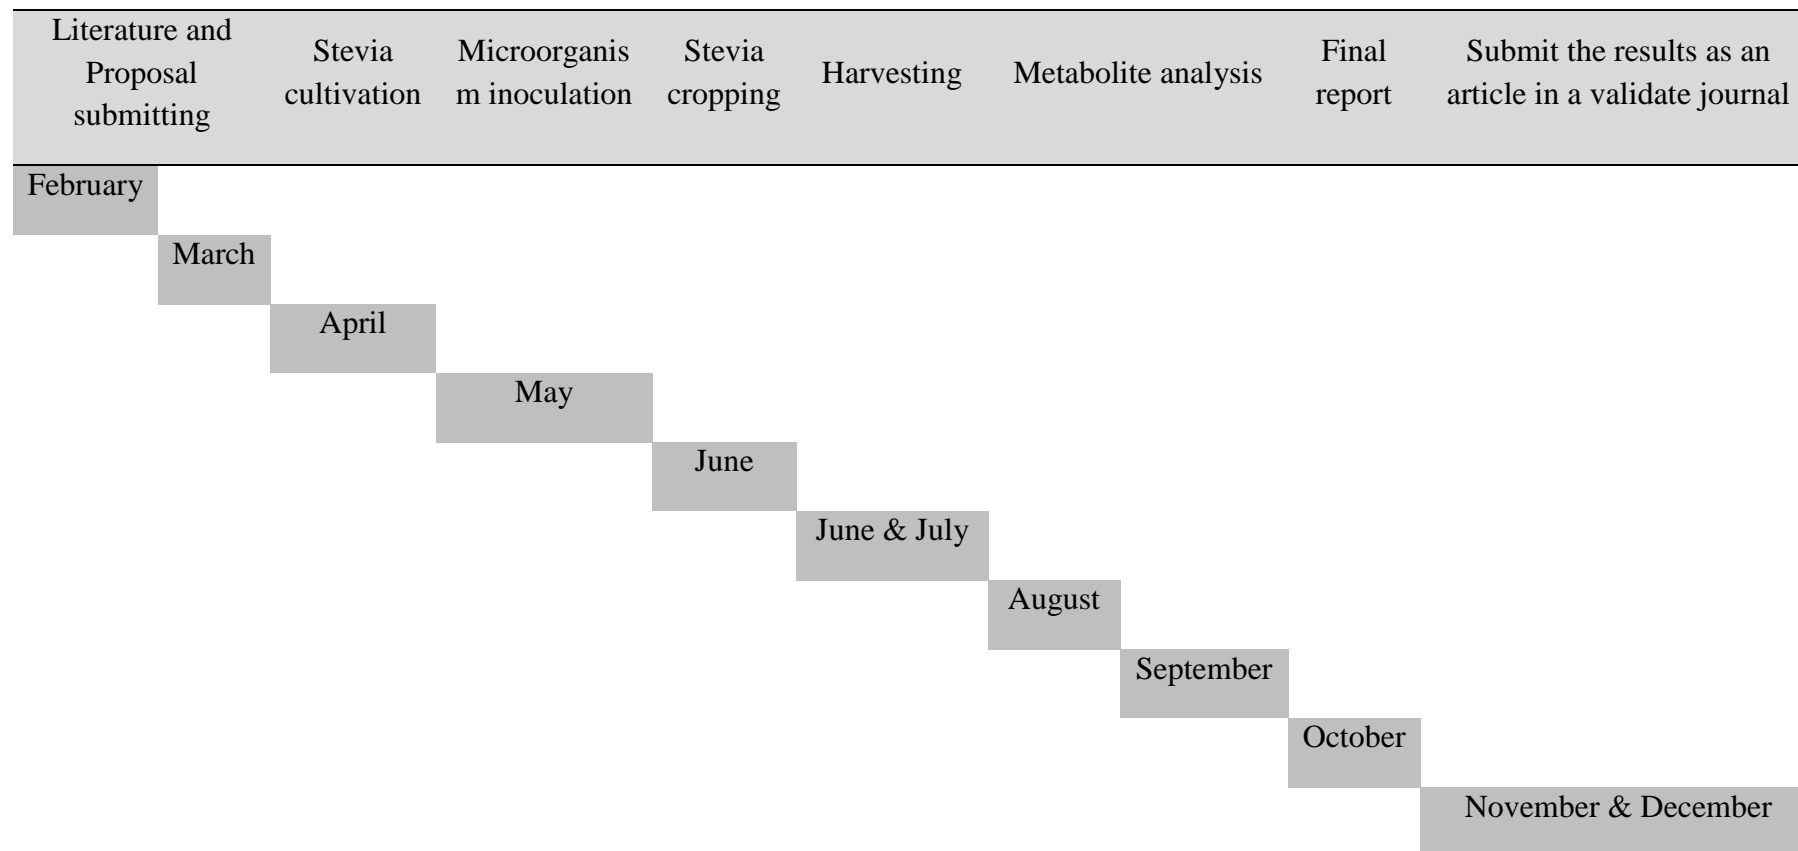 Literature and
Proposal
submitting
Stevia
cultivation
Microorganis
m inoculation
Stevia
cropping
Harvesting
Metabolite analysis
Final
report
Submit the results as an
article in a validate journal
February
March
April
May
June
June & July
August
September
October
November & December